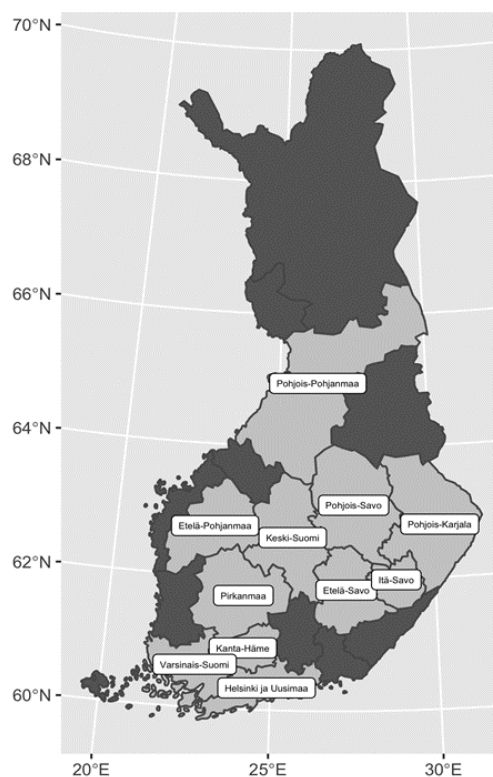 70°N
68°N
66°N
64°N
62°N
60°N
Pohjois-Pohjanmaa
Pohjois-Savo
Etelä-Pohjanmaa
Pohjois-Karjala
Keski-Suomi
Itä-Savo
Etelä-Savo
Pirkanmaa
Kanta-Häme
Varsinais-Suomi
Helsinki ja Uusimaa
20°E
25°E
30°E